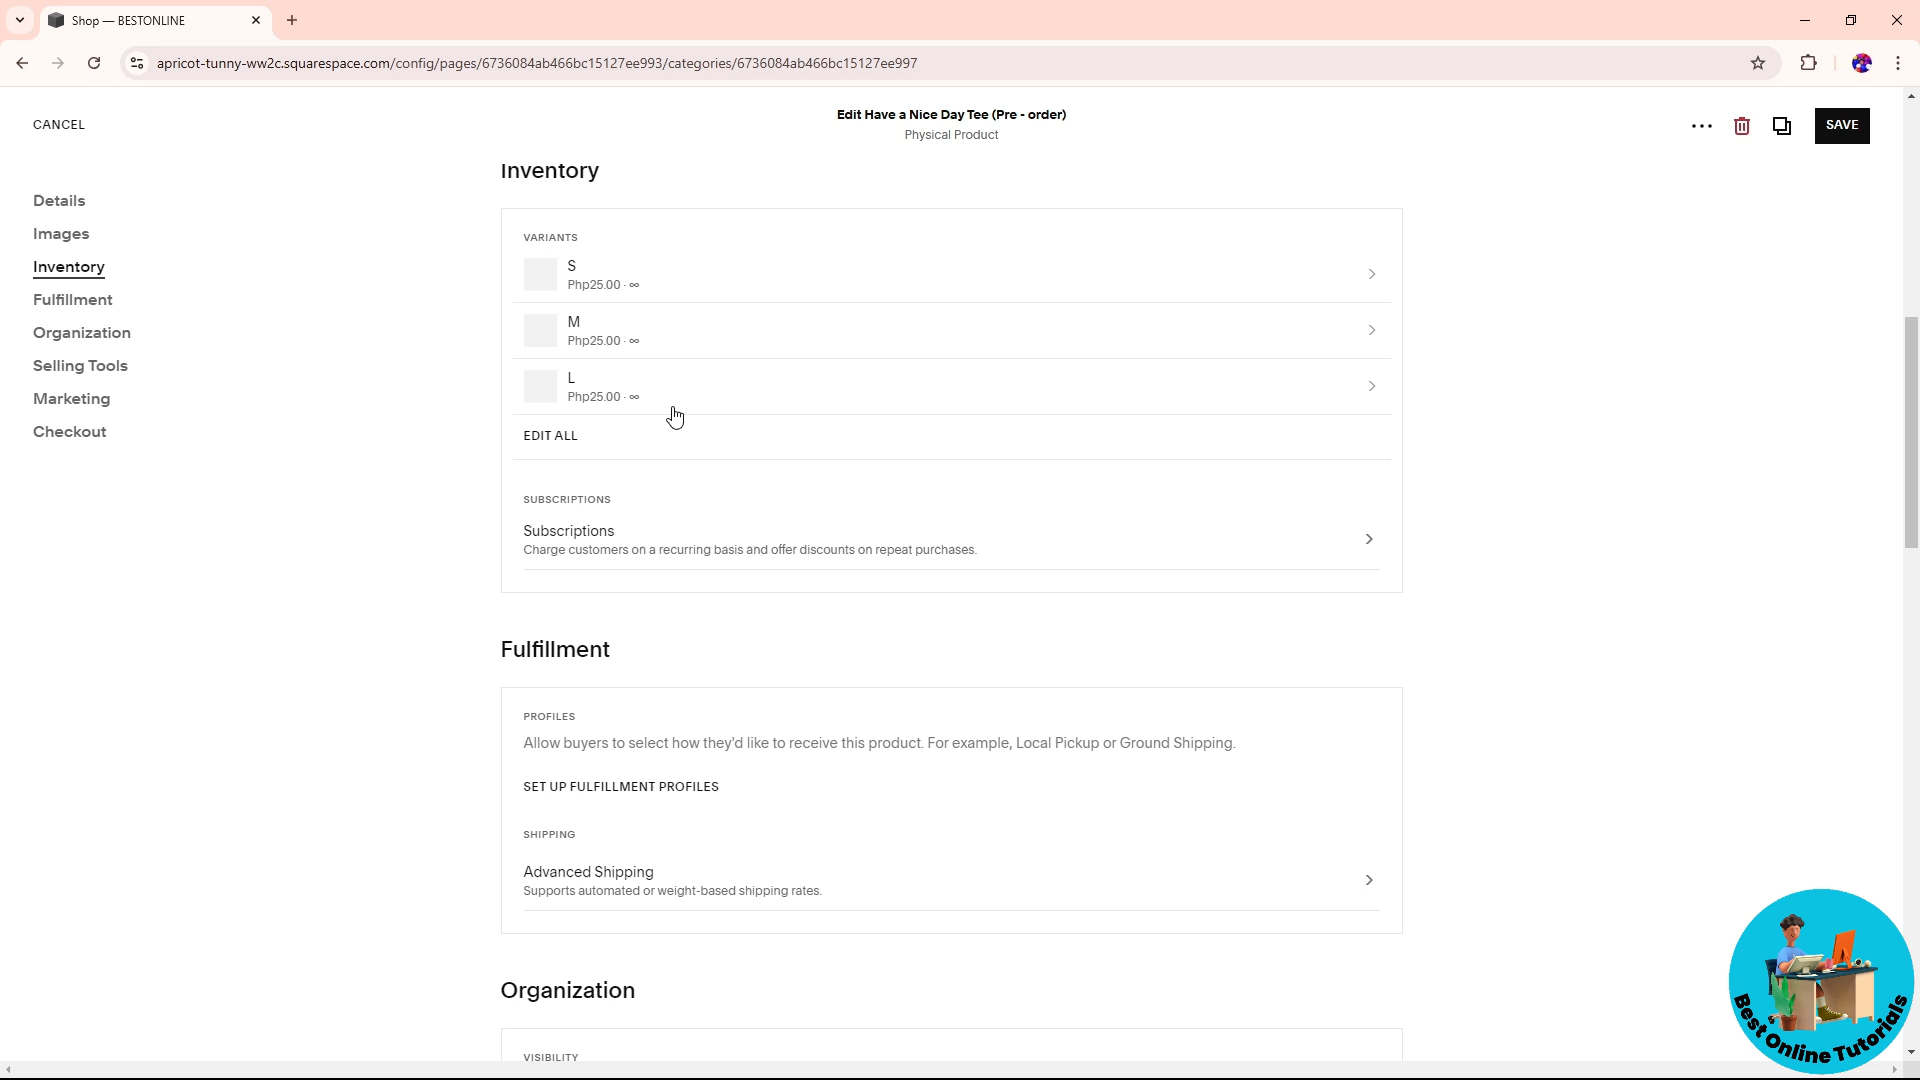 Shop — BESTONLINE
apricot-tunny-ww2c.squarespace.com/config/pages/6736084ab466bc15127ee993/categories/6736084ab466bc15127ee997
CANCEL
Edit Have a Nice Day Tee (Pre - order)
Physical Product
SAVE
Details
Images
Inventory
Fulfillment
Organization
Selling Tools
Marketing
Checkout
Inventory
VARIANTS
S
Php25.00 · ∞
M
Php25.00 · ∞
L
Php25.00 · ∞
EDIT ALL
SUBSCRIPTIONS
Subscriptions
Charge customers on a recurring basis and offer discounts on repeat purchases.
Fulfillment
PROFILES
Allow buyers to select how they'd like to receive this product. For example, Local Pickup or Ground Shipping.
SET UP FULFILLMENT PROFILES
SHIPPING
Advanced Shipping
Supports automated or weight-based shipping rates.
Organization
VISIBILITY
Best Online Tutorials